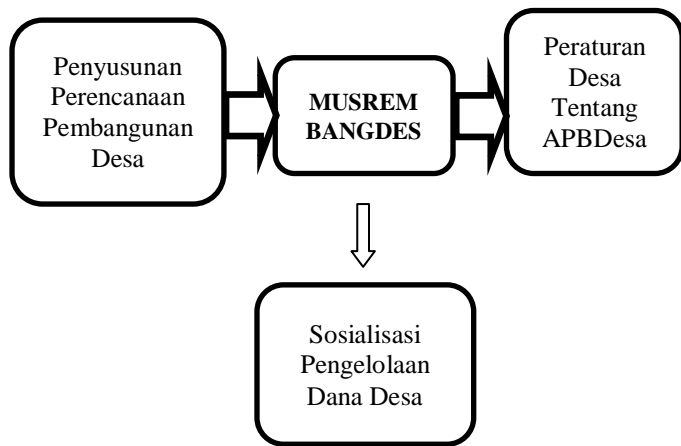 Penyusunan
Perencanaan
Pembangunan
Desa
MUSREM
BANGDES
Peraturan
Desa
Tentang
APBDesa
Sosialisasi
Pengelolaan
Dana Desa